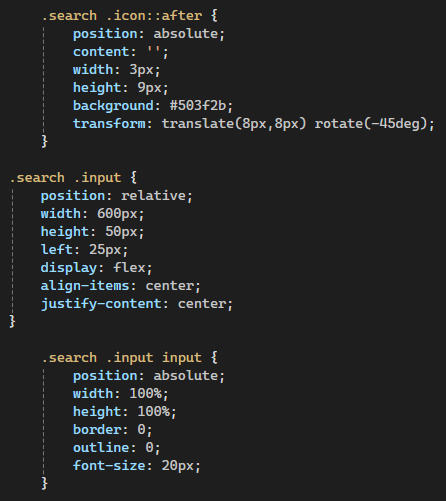 .search .icon::after {
position: absolute;
content: '';
width: 3px;
height: 9px;
background: #503f2b;
transform: translate(8px,8px) rotate(-45deg);
}
.search .input {
position: relative;
width: 600px;
height: 50px;
left: 25px;
display: flex;
align-items: center;
justify-content: center;
}
.search .input input {
position: absolute;
width: 100%;
height: 100%;
border: 0;
outline: 0;
font-size: 20px;
}